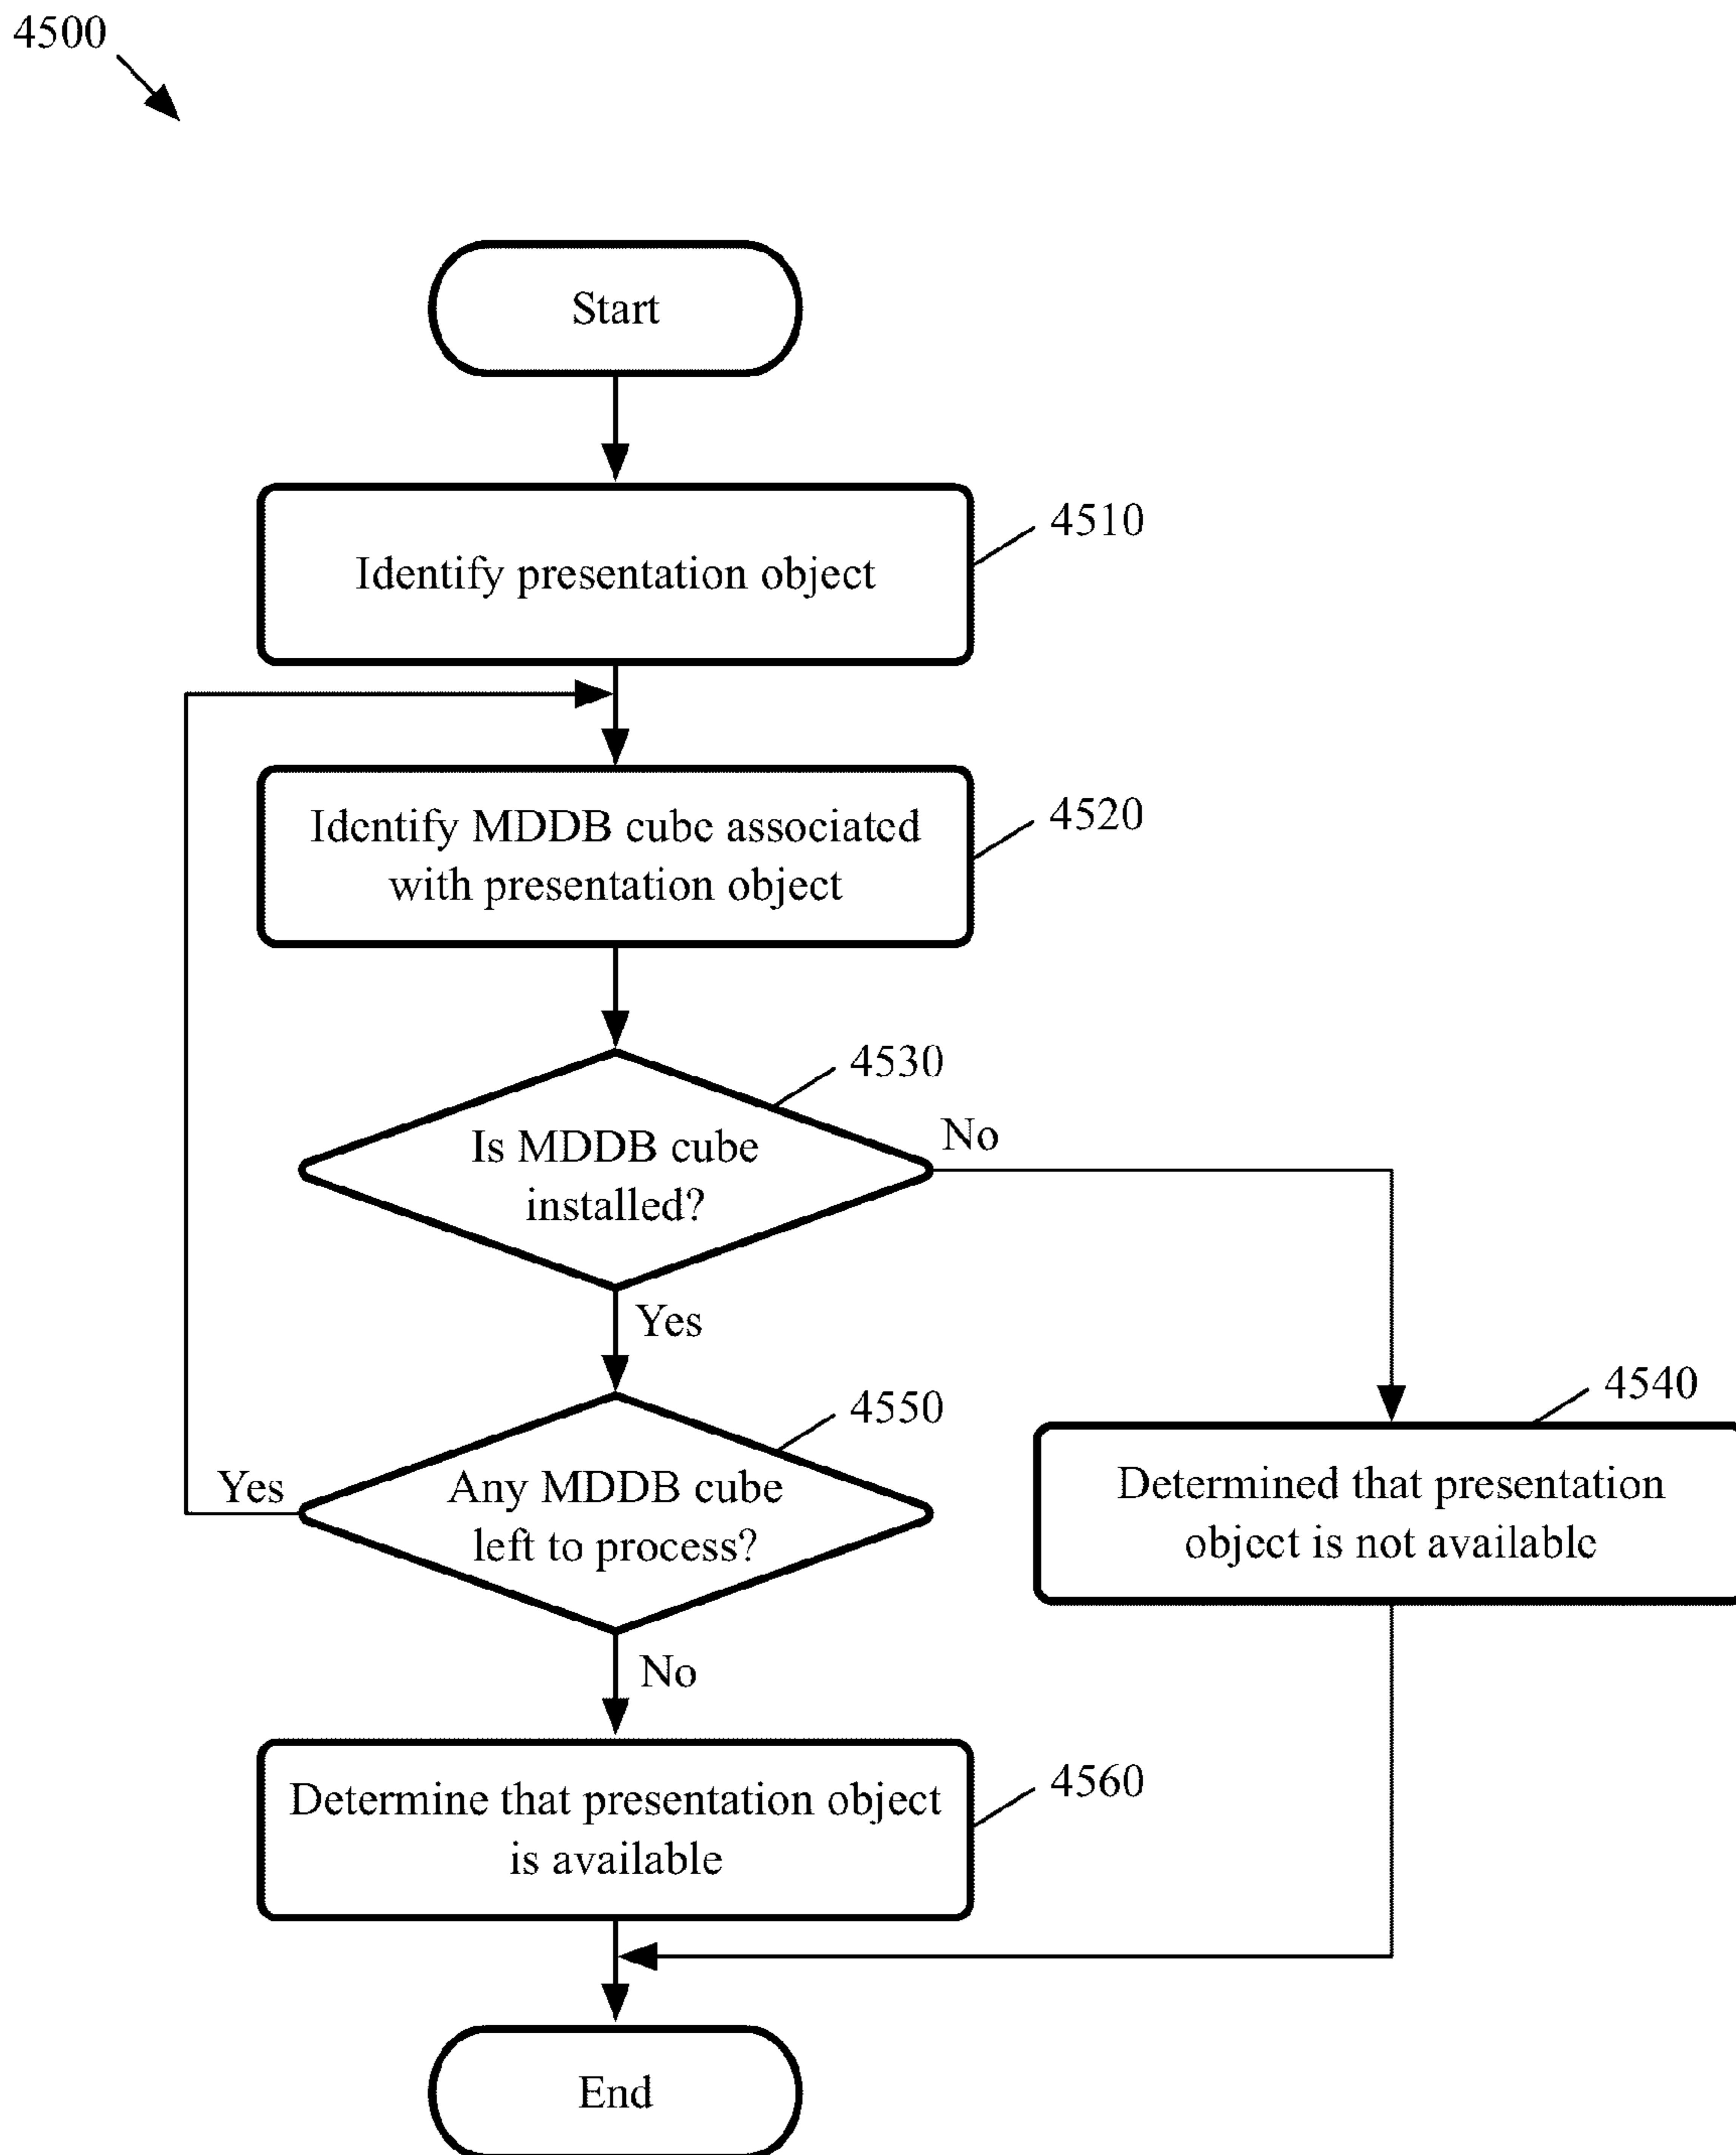 4500
Start
Identify presentation object
4510
Identify MDDB cube associated
with presentation object
4520
4530
Is MDDB cube
installed?
No
Yes
4550
Any MDDB cube
left to process?
Yes
4540
Determined that presentation
object is not available
No
Determine that presentation object
is available
4560
End